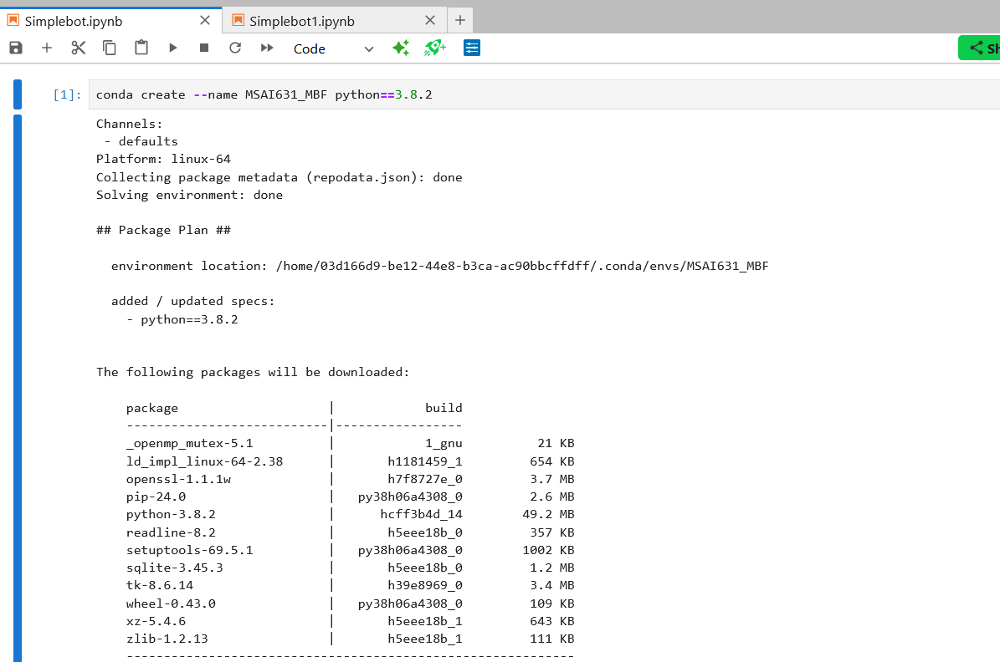 Simplebot.ipynb
Simplebot1.ipynb
Code
Sh
[1]: conda create --name MSAI631_MBF python==3.8.2
Channels:
- defaults
Platform: linux-64
Collecting package metadata (repodata.json): done
Solving environment: done
## Package Plan ##
environment location: /home/03d166d9-be12-44e8-b3ca-ac90bbcffdff/.conda/envs/MSAI631_MBF
added / updated specs:
- python==3.8.2
The following packages will be downloaded:
package | build
---------------------------|-----------------
_openmp_mutex-5.1 | 1_gnu 21 KB
ld_impl_linux-64-2.38 | h1181459_1 654 KB
openssl-1.1.1w | h7f8727e_0 3.7 MB
pip-24.0 | py38h06a4308_0 2.6 MB
python-3.8.2 | hcff3b4d_14 49.2 MB
readline-8.2 | h5eee18b_0 357 KB
setuptools-69.5.1 | py38h06a4308_0 1002 KB
sqlite-3.45.3 | h5eee18b_0 1.2 MB
tk-8.6.14 | h39e8969_0 3.4 MB
wheel-0.43.0 | py38h06a4308_0 109 KB
xz-5.4.6 | h5eee18b_1 643 KB
zlib-1.2.13 | h5eee18b_1 111 KB
------------------------------------------------------------